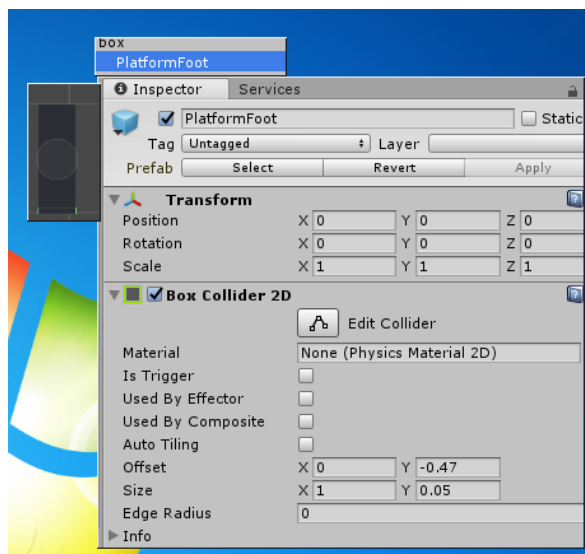 box
PlatformFoot
Inspector Services
PlatformFoot Static
Tag Untagged Layer
Prefab Select Revert Apply
Transform
Position X 0 Y 0 Z 0
Rotation X 0 Y 0 Z 0
Scale X 1 Y 1 Z 1
Box Collider 2D
Edit Collider
Material None (Physics Material 2D)
Is Trigger
Used By Effector
Used By Composite
Auto Tiling
Offset X 0 Y -0.47
Size X 1 Y 0.05
Edge Radius 0
Info